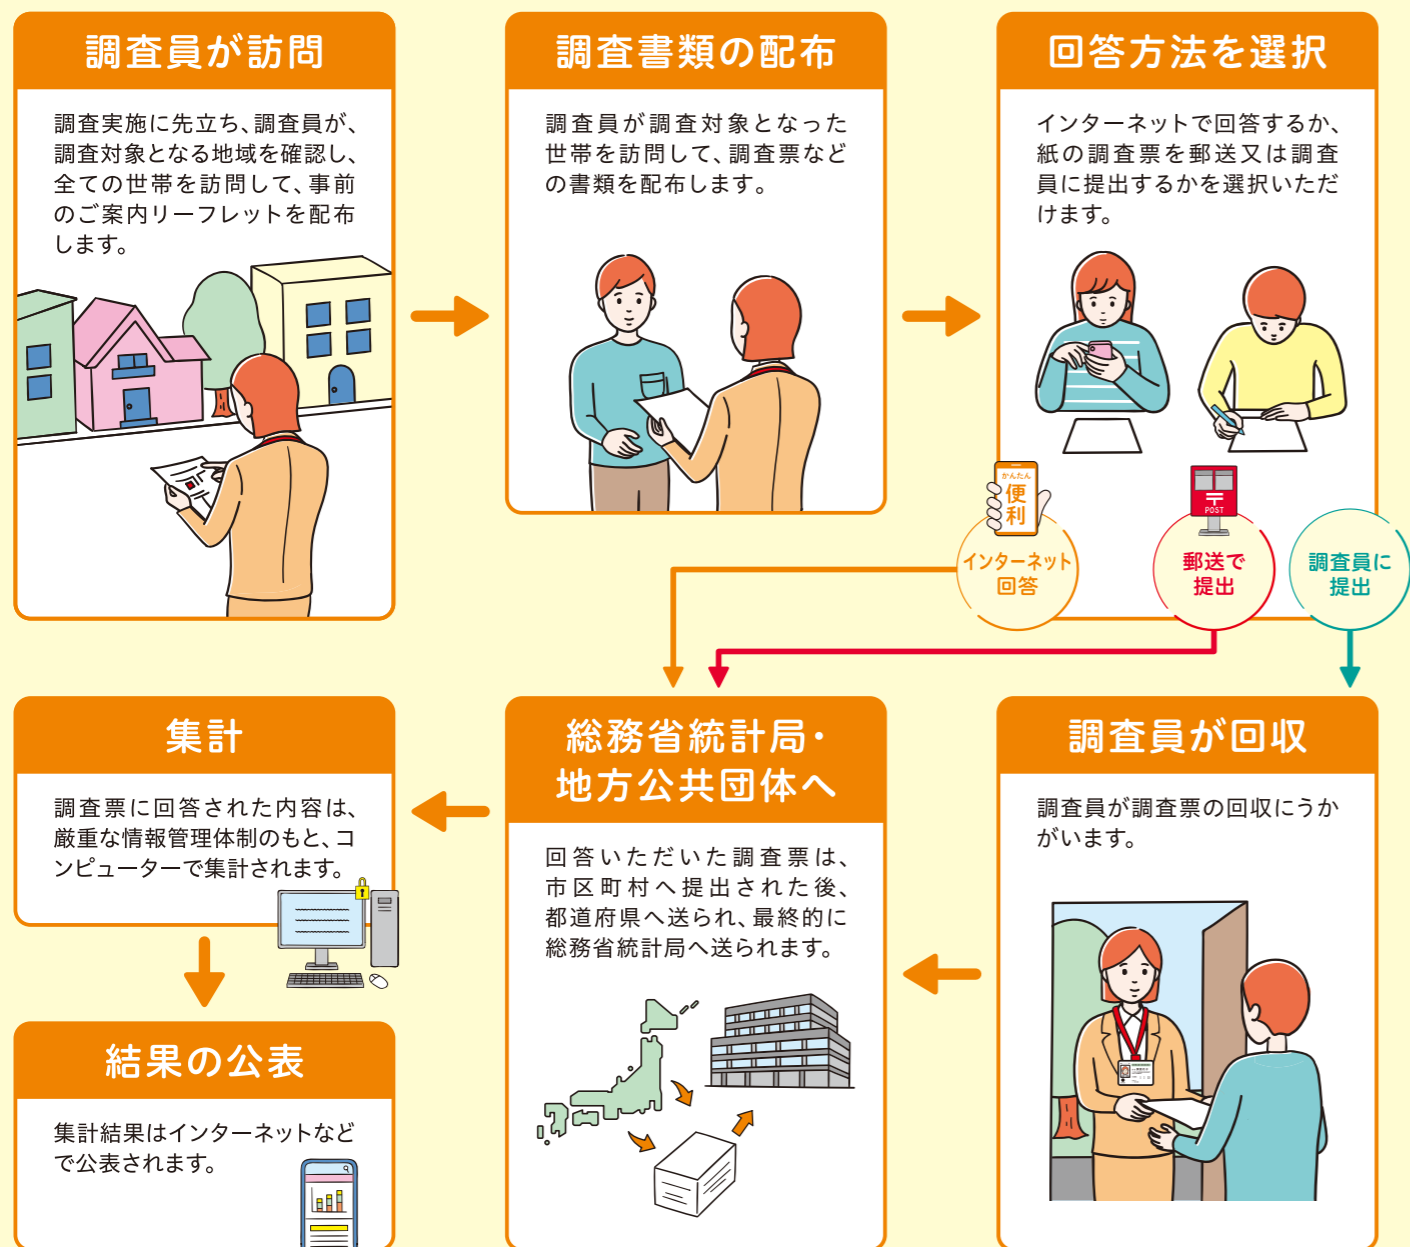 調査員が訪問
調査実施に先立ち、調査員が、
調査対象となる地域を確認し、
全ての世帯を訪問して、事前
のご案内リーフレットを配布
します。
調査書類の配布
調査員が調査対象となった
世帯を訪問して、調査票など
の書類を配布します。
回答方法を選択
インターネットで回答するか、
紙の調査票を郵送又は調査
員に提出するかを選択いただ
けます。
かんたん
便
利
インターネット
回答
〒
POST
郵送で
提出
調査員に
提出
調査員が回収
調査員が調査票の回収にうか
がいます。
総務省統計局・
地方公共団体へ
回答いただいた調査票は、
市区町村へ提出された後、
都道府県へ送られ、最終的に
総務省統計局へ送られます。
集計
調査票に回答された内容は、
厳重な情報管理体制のもと、コ
ンピューターで集計されます。
結果の公表
集計結果はインターネットなど
で公表されます。